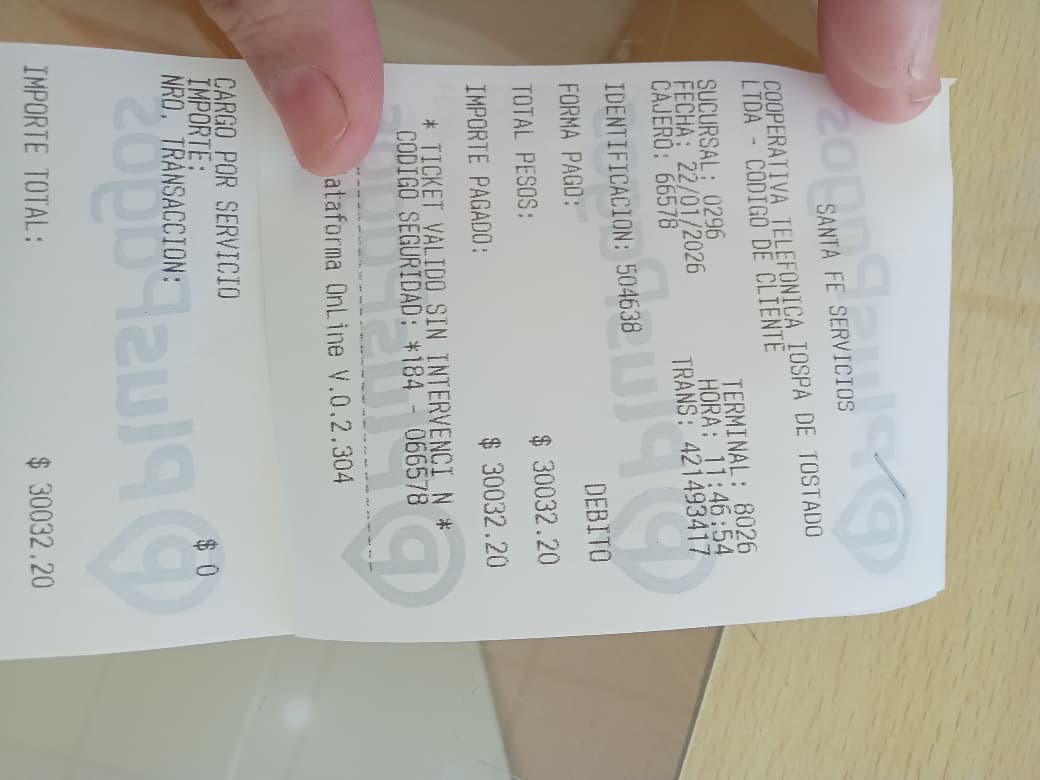 SANTA FE SERVICIOS
COOPERATIVA TELEFONICA IOSPA DE TOSTADO
LTDA - CODIGO DE CLIENTE
SUCURSAL: 0296 TERMINAL: 8026
FECHA: 22/01/2026 HORA: 11:46:54
CAJERO: 66578 TRANS: 421493417
IDENTIFICACION: 504638
FORMA PAGO: DEBITO
TOTAL PESOS: $ 30032.20
IMPORTE PAGADO: $ 30032.20
* TICKET VALIDO SIN INTERVENCI N *
CODIGO SEGURIDAD: *184 - 066578
ataforma OnLine V.0.2.304
CARGO POR SERVICIO
IMPORTE: $ 0
NRO. TRANSACCION:
IMPORTE TOTAL: $ 30032.20